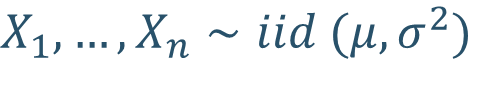 X₁, …, Xₙ ~ iid (μ, σ²)